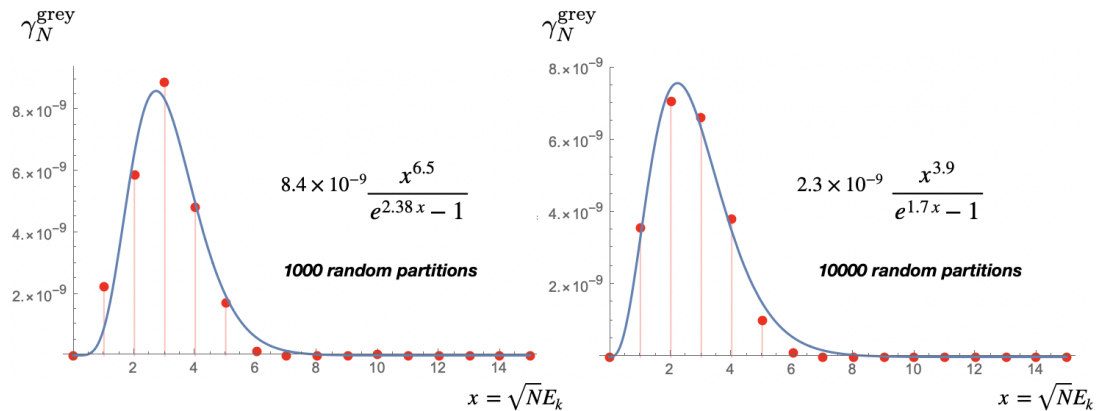 γ_N^grey
8.×10⁻⁹
6.×10⁻⁹
4.×10⁻⁹
2.×10⁻⁹
2 4 6 8 10 12 14
x = √N E_k
8.4 × 10⁻⁹ x^6.5 / (e^(2.38 x) − 1)
1000 random partitions
γ_N^grey
8.×10⁻⁹
6.×10⁻⁹
4.×10⁻⁹
2.×10⁻⁹
2 4 6 8 10 12 14
x = √N E_k
2.3 × 10⁻⁹ x^3.9 / (e^(1.7 x) − 1)
10000 random partitions